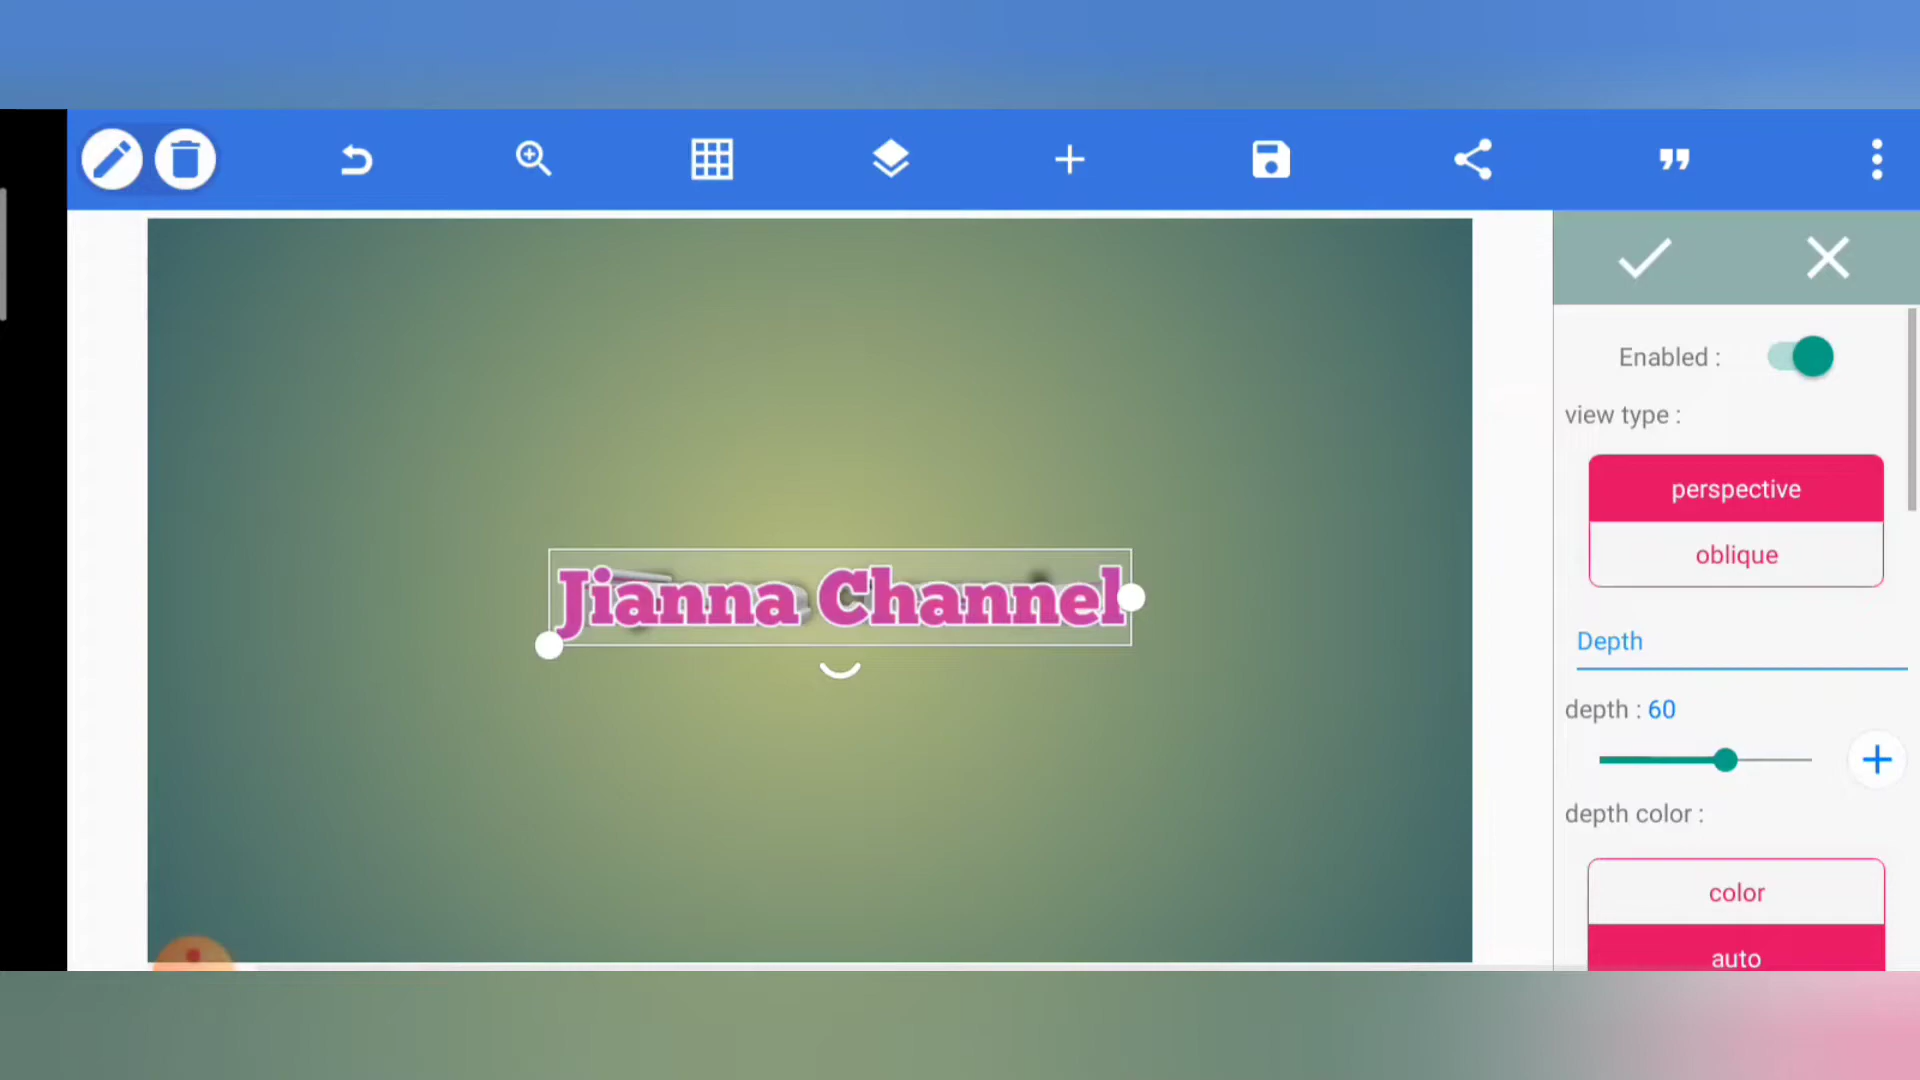 Enabled :
view type :
perspective
oblique
Jianna Channel
Depth
depth : 60
depth color :
color
auto